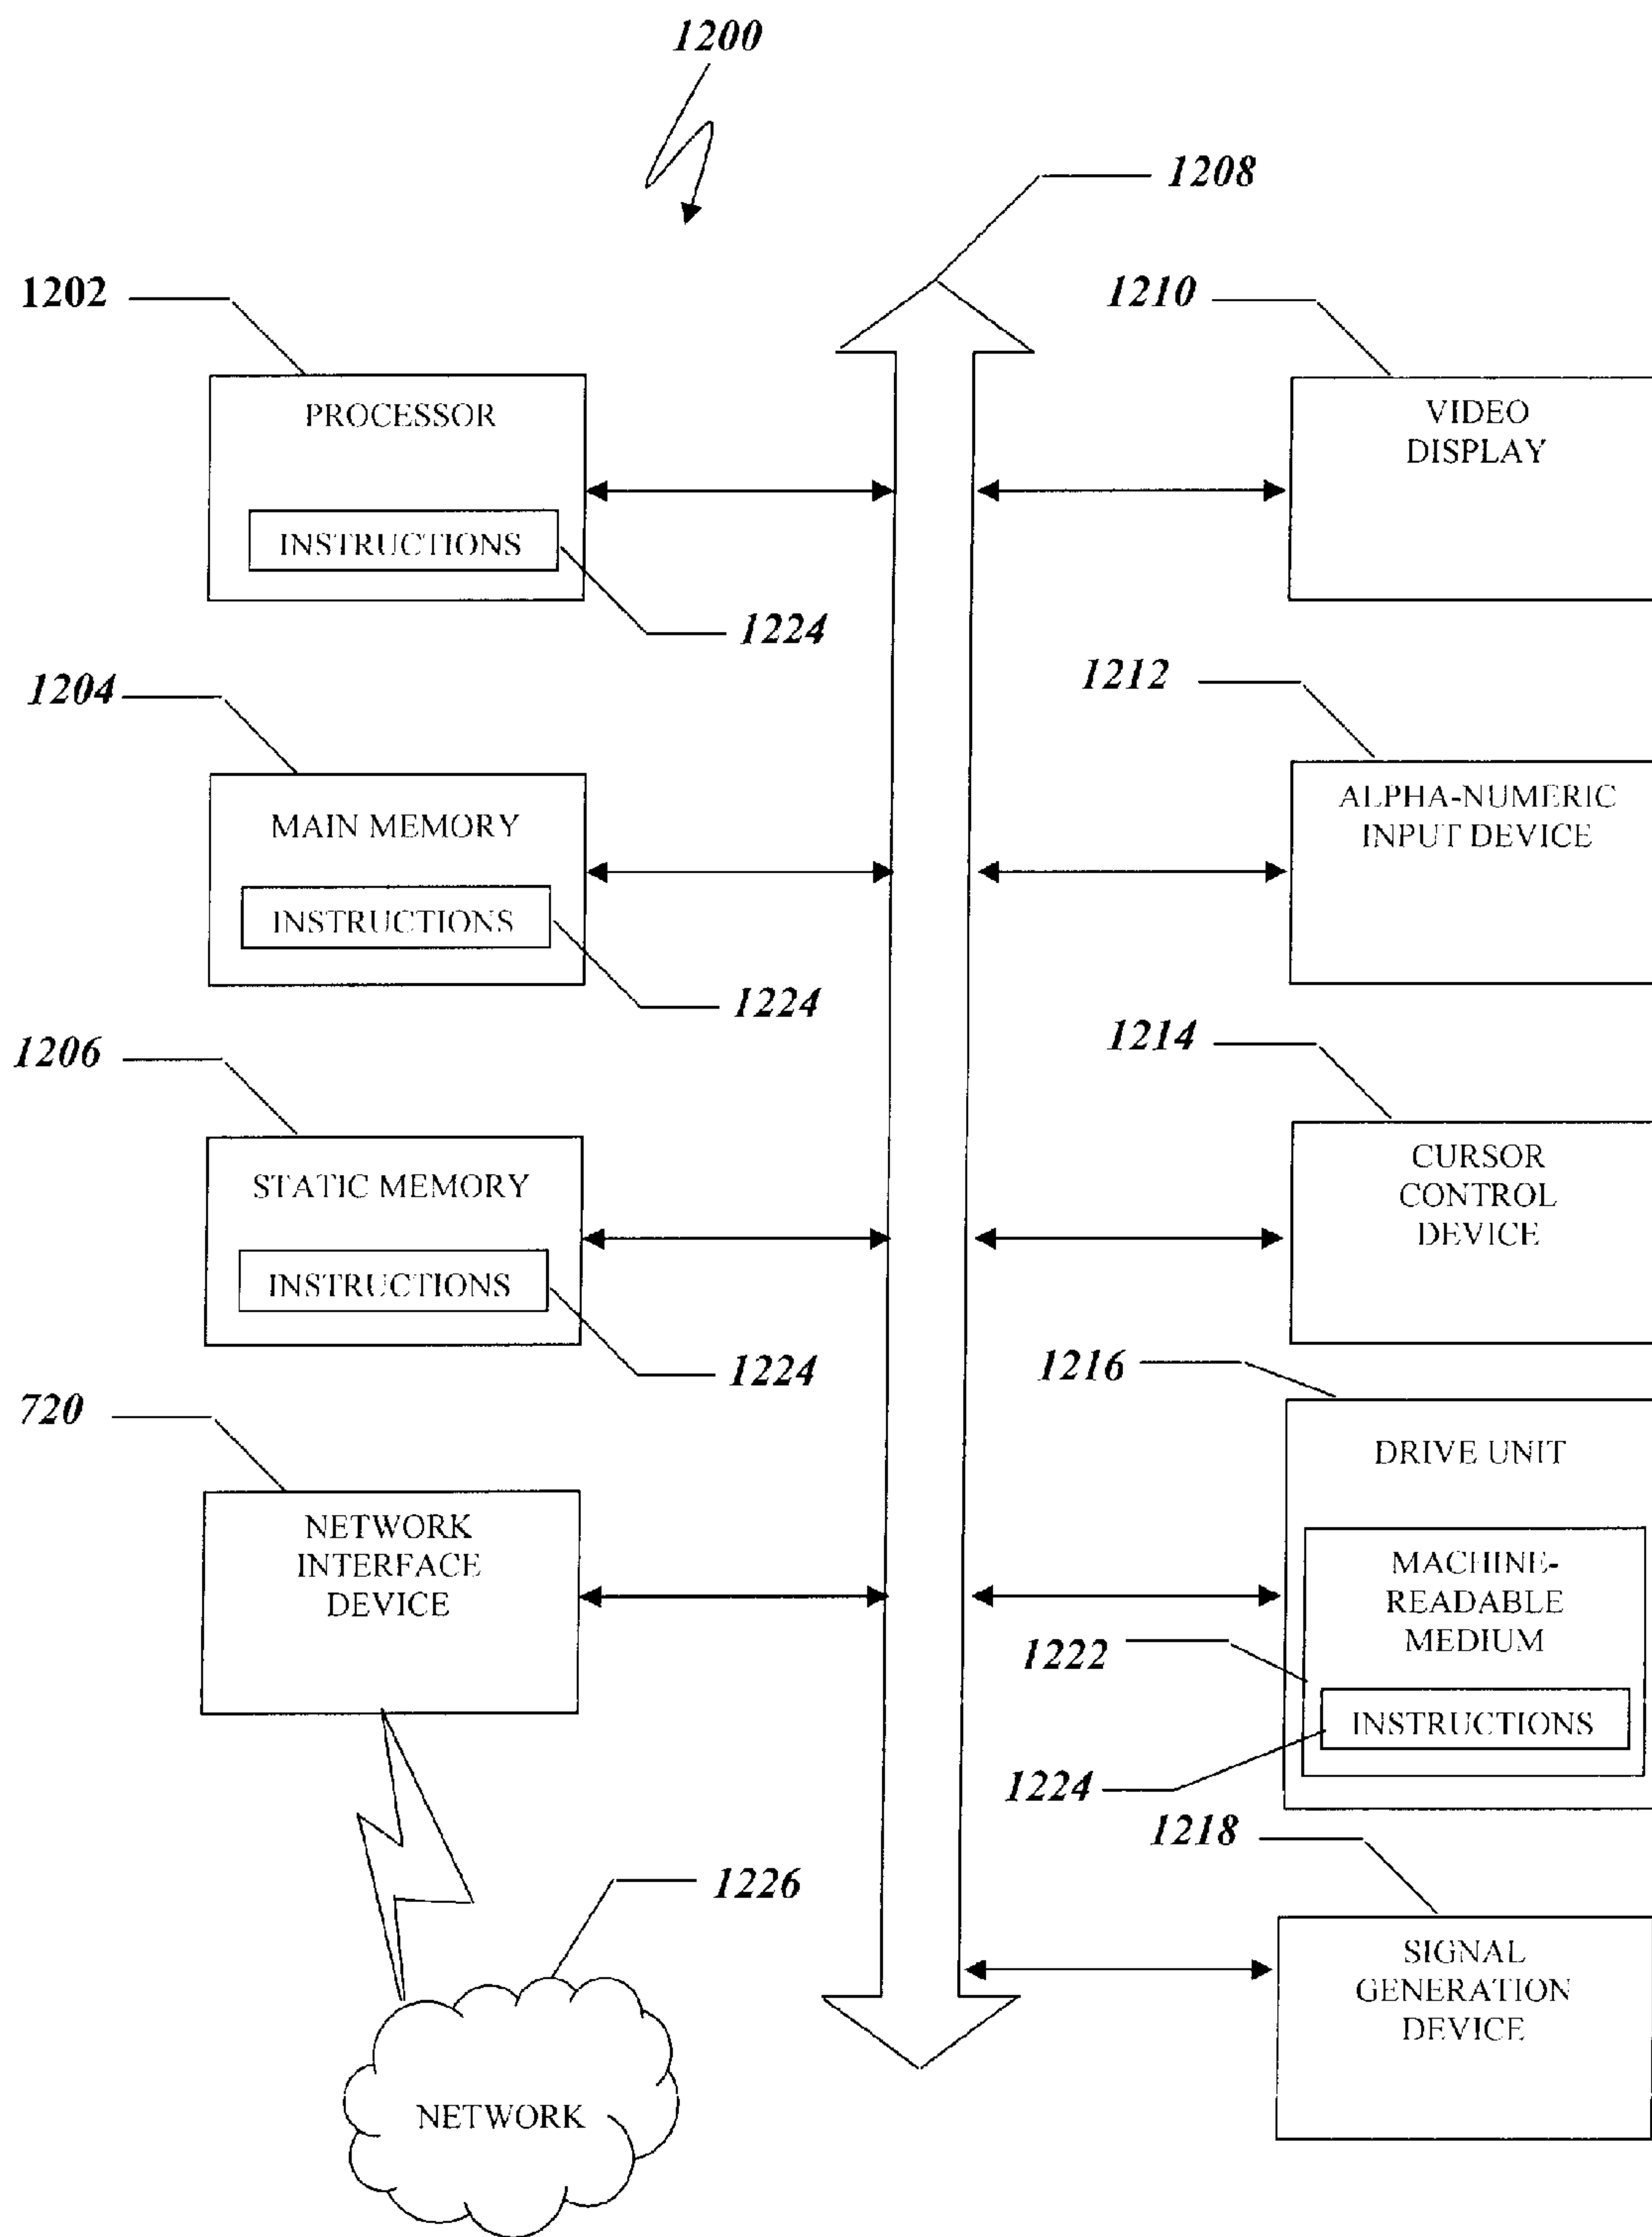 1200
1208
1202
PROCESSOR
INSTRUCTIONS
1224
1204
MAIN MEMORY
INSTRUCTIONS
1224
1206
STATIC MEMORY
INSTRUCTIONS
1224
720
NETWORK
INTERFACE
DEVICE
1226
NETWORK
1210
VIDEO
DISPLAY
1212
ALPHA-NUMERIC
INPUT DEVICE
1214
CURSOR
CONTROL
DEVICE
1216
DRIVE UNIT
MACHINE-
READABLE
MEDIUM
1222
INSTRUCTIONS
1224
1218
SIGNAL
GENERATION
DEVICE